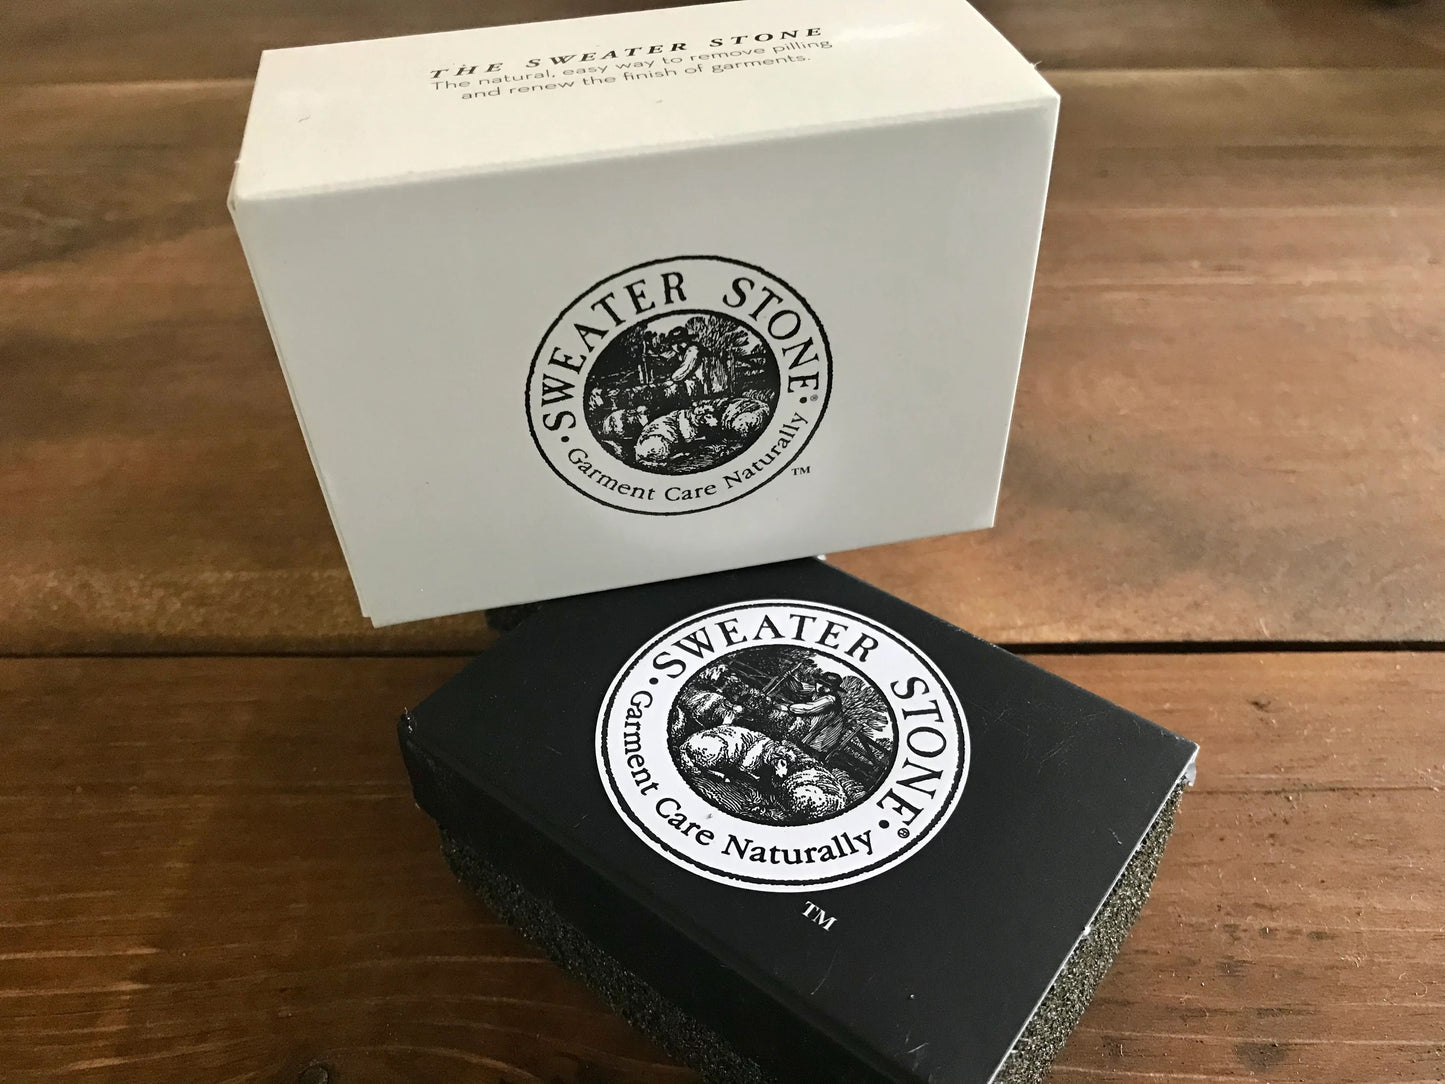 THE SWEATER STONE
The natural, easy way to remove pilling
and renew the finish of garments.
• SWEATER STONE • ®
Garment Care Naturally
TM
• SWEATER STONE • ®
Garment Care Naturally
TM